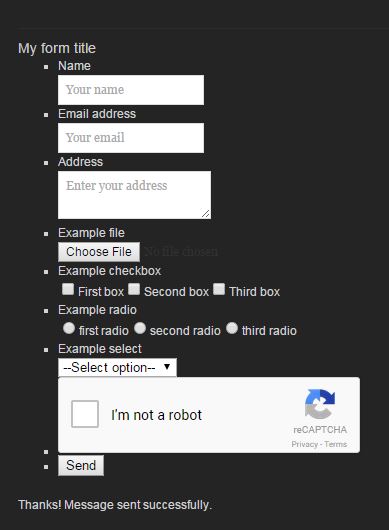 My form title
Name
Your name
Email address
Your email
Address
Enter your address
Example file
Choose File No file chosen
Example checkbox
First box Second box Third box
Example radio
first radio second radio third radio
Example select
--Select option--
I'm not a robot
reCAPTCHA
Privacy - Terms
Send
Thanks! Message sent successfully.